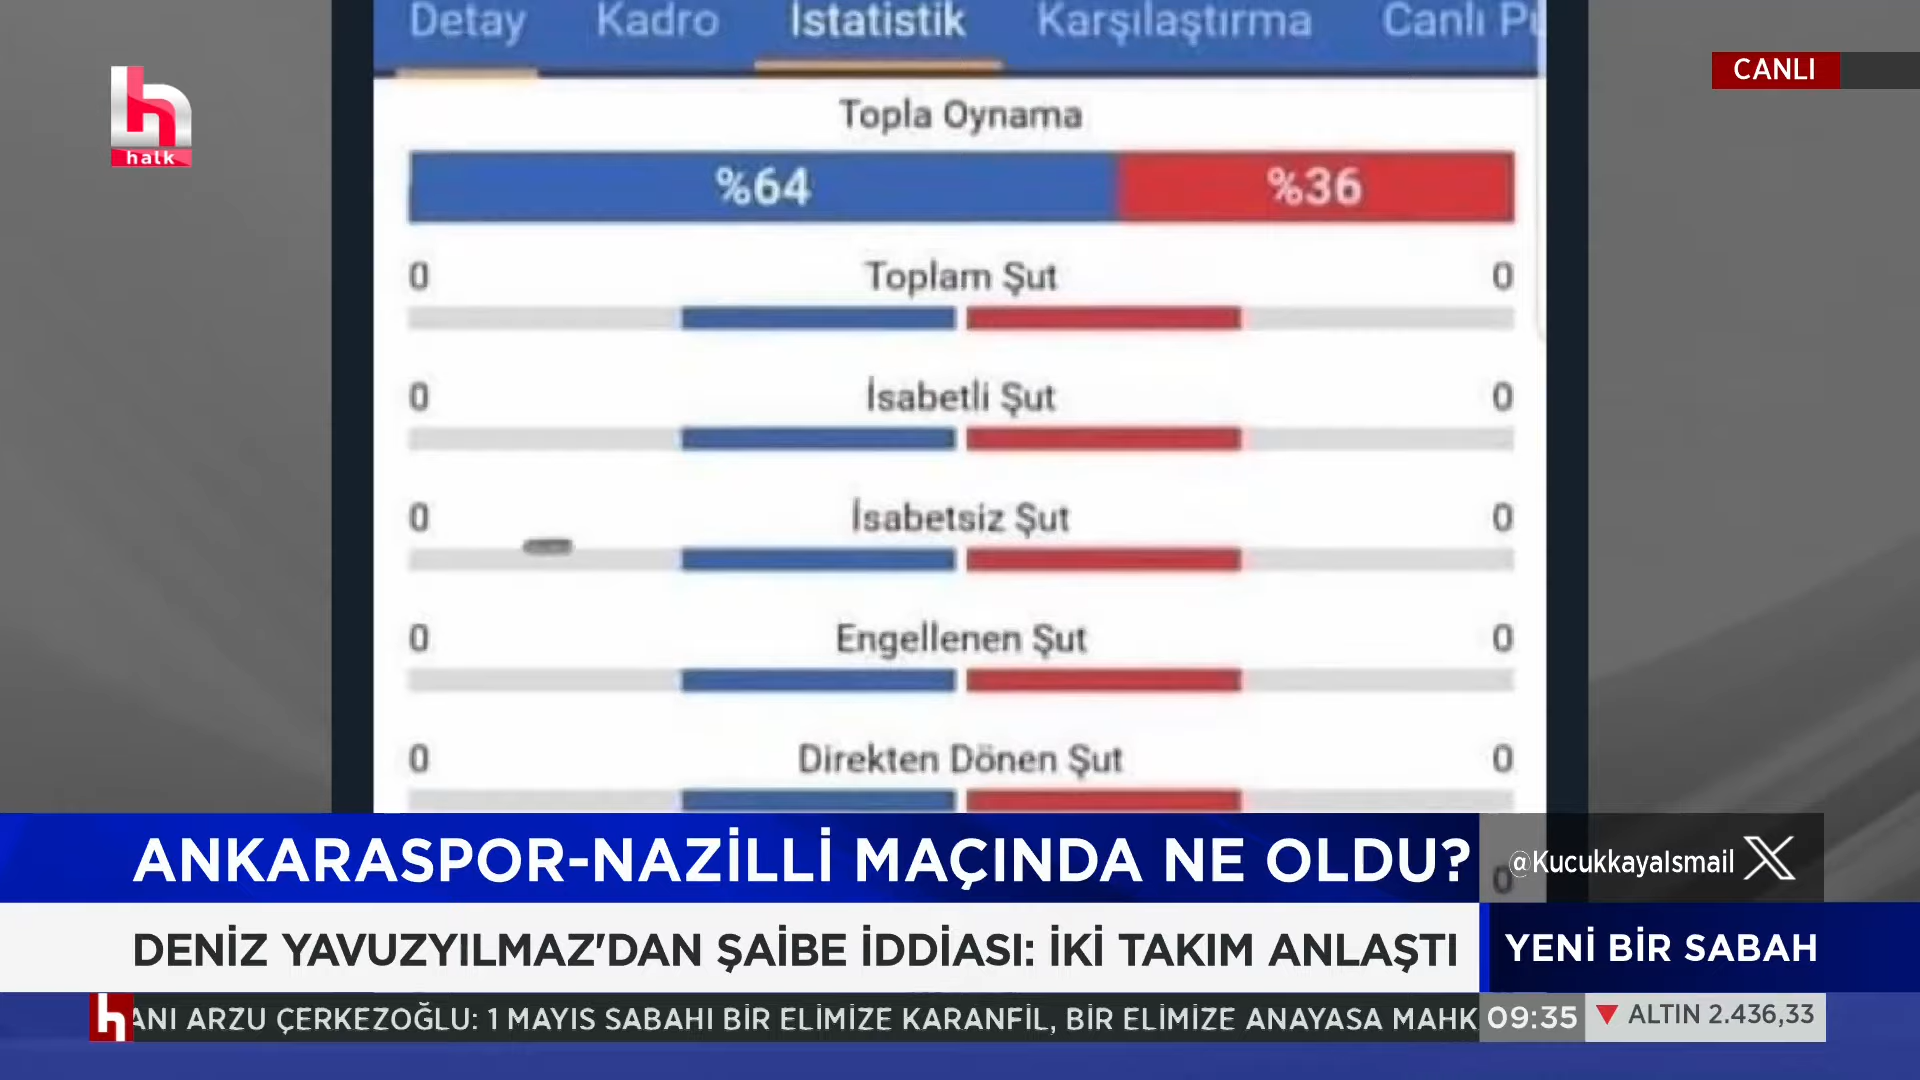 Detay Kadro İstatistik Karşılaştırma Canlı Pu
halk
CANLI
Topla Oynama
%64 %36
0 Toplam Şut 0
0 İsabetli Şut 0
0 İsabetsiz Şut 0
0 Engellenen Şut 0
0 Direkten Dönen Şut 0
0
ANKARASPOR-NAZİLLİ MAÇINDA NE OLDU?
@KucukkayaIsmail X
DENİZ YAVUZYILMAZ'DAN ŞAİBE İDDİASI: İKİ TAKIM ANLAŞTI
YENİ BİR SABAH
h ANI ARZU ÇERKEZOĞLU: 1 MAYIS SABAHI BİR ELİMİZE KARANFİL, BİR ELİMİZE ANAYASA MAHK
09:35 ▼ ALTIN 2.436,33